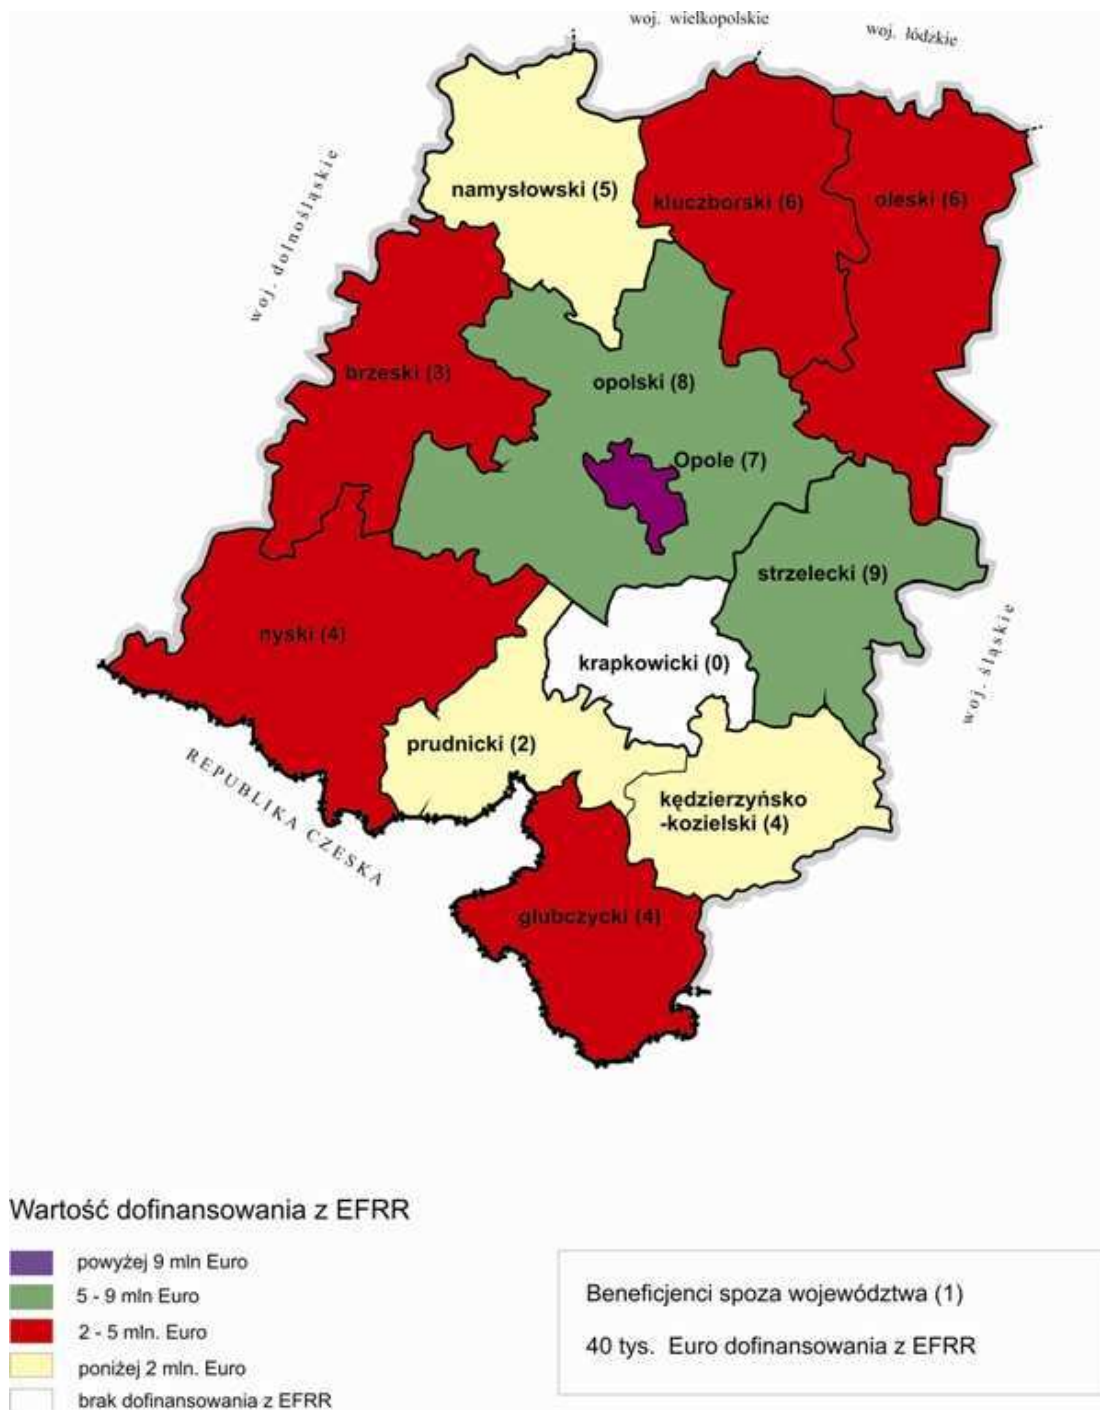 woj. wielkopolskie
woj. łódzkie
woj. dolnośląskie
namysłowski (5)
kluczborski (6)
oleski (6)
brzeski (3)
opolski (8)
Opole (7)
strzelecki (9)
nyski (4)
krapkowicki (0)
woj. śląskie
prudnicki (2)
REPUBLIKA CZESKA
kędzierzyńsko
-kozielski (4)
głubczycki (4)
Wartość dofinansowania z EFRR
powyżej 9 mln Euro
5 - 9 mln Euro
2 - 5 mln. Euro
poniżej 2 mln. Euro
brak dofinansowania z EFRR
Beneficjenci spoza województwa (1)
40 tys. Euro dofinansowania z EFRR